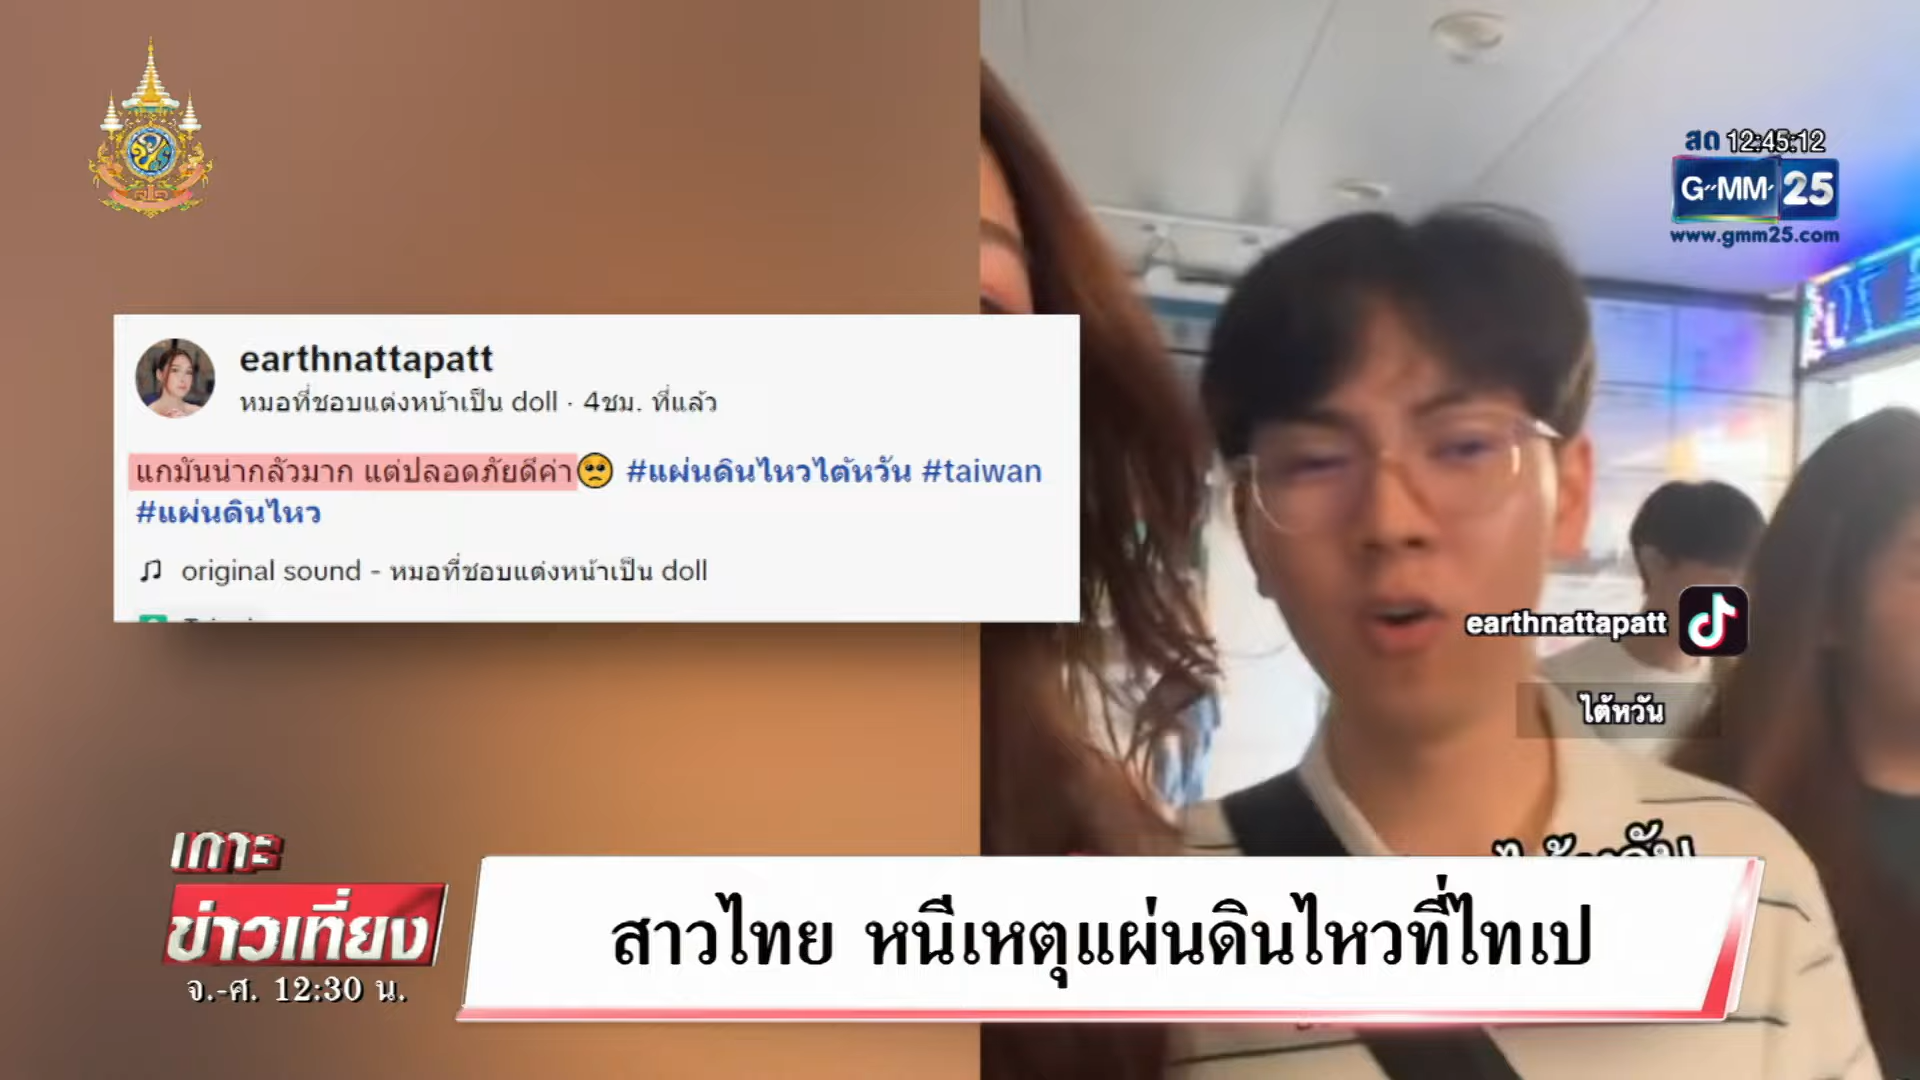 สด 12:45:12
GMM 25
www.gmm25.com
earthnattapatt
หมอที่ชอบแต่งหน้าเป็น doll · 4ชม. ที่แล้ว
แกมันน่ากลัวมาก แต่ปลอดภัยดีค่า🥺 #แผ่นดินไหวไต้หวัน #taiwan
#แผ่นดินไหว
original sound - หมอที่ชอบแต่งหน้าเป็น doll
earthnattapatt
ไต้หวัน
เกาะ
ข่าวเที่ยง
จ.-ศ. 12:30 น.
สาวไทย หนีเหตุแผ่นดินไหวที่ไทเป